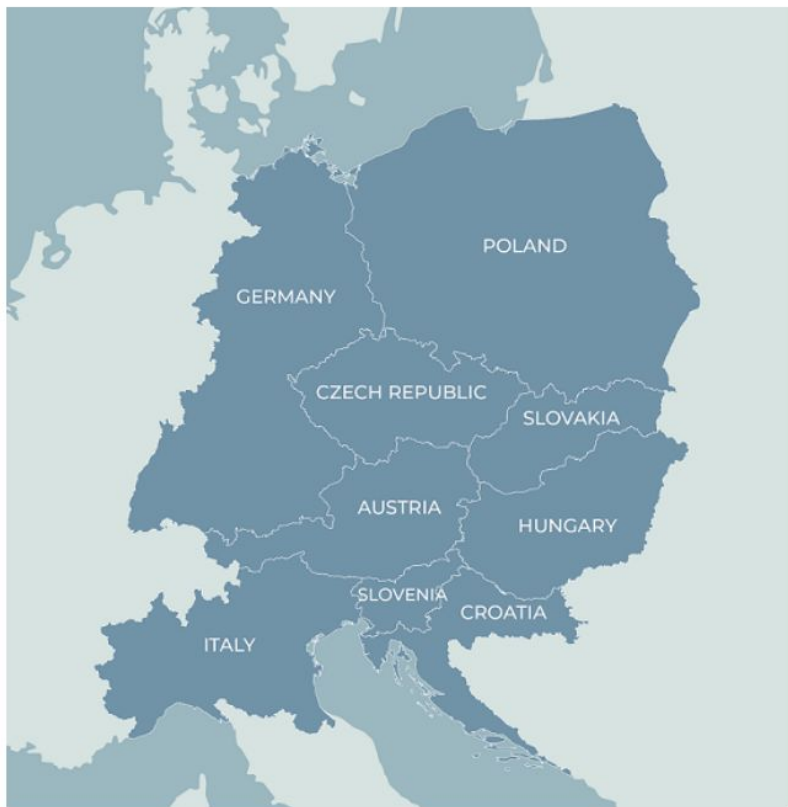 POLAND
GERMANY
CZECH REPUBLIC
SLOVAKIA
AUSTRIA
HUNGARY
SLOVENIA
CROATIA
ITALY